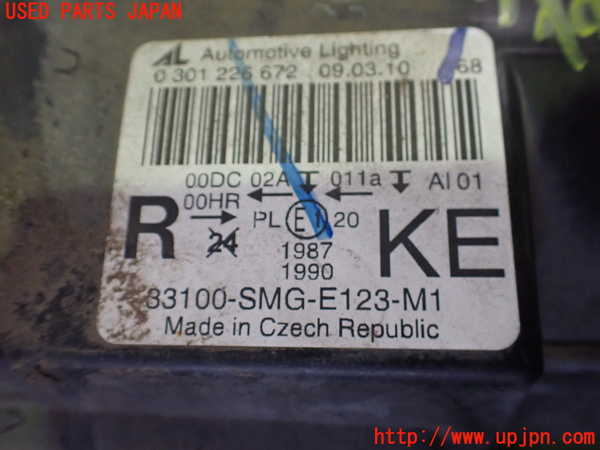 USED PARTS JAPAN
AL Automotive Lighting
0 301 226 672 09.03.10 68
00DC 02A 011a AI 01
00HR
R PL E1 20 KE
24
1987
1990
33100-SMG-E123-M1
Made in Czech Republic
http://www.upjpn.com